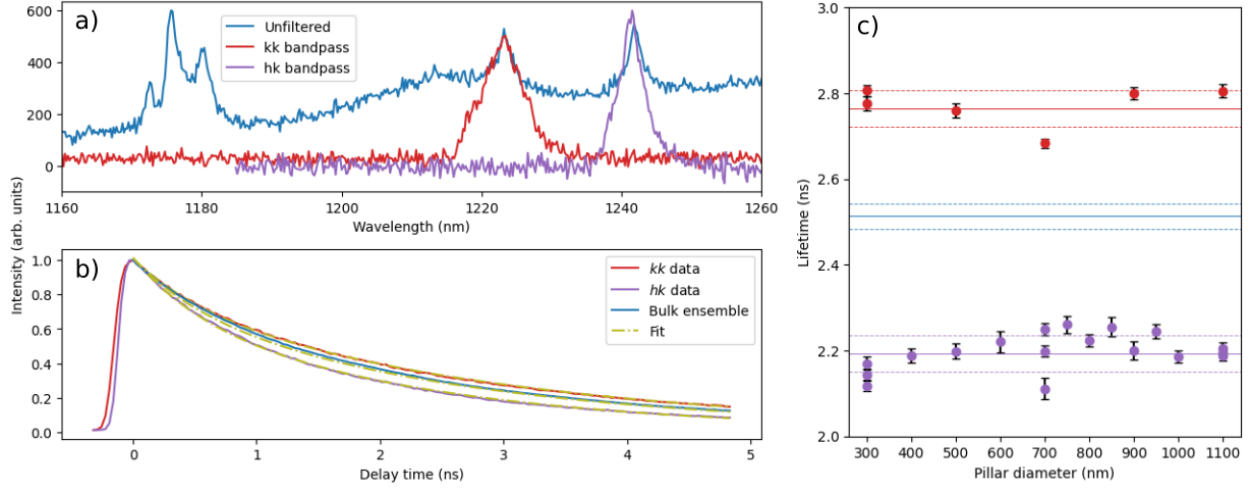 a)
Unfiltered
kk bandpass
hk bandpass
600
400
200
0
1160
1180
1200
1220
1240
1260
Wavelength (nm)
Intensity (arb. units)
b)
kk data
hk data
Bulk ensemble
Fit
1.0
0.8
0.6
0.4
0.2
0.0
0
1
2
3
4
5
Delay time (ns)
c)
3.0
2.8
2.6
2.4
2.2
2.0
Lifetime (ns)
300
400
500
600
700
800
900
1000
1100
Pillar diameter (nm)